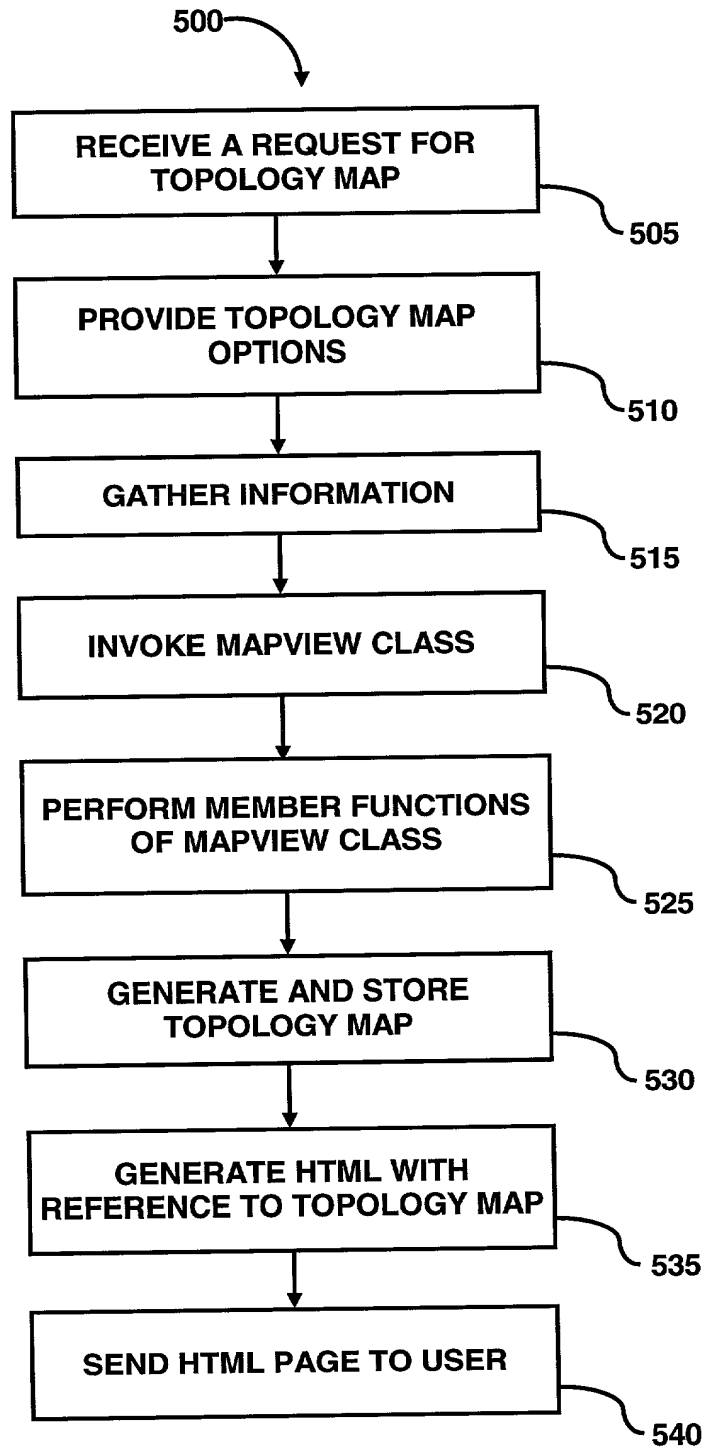 500
RECEIVE A REQUEST FOR
TOPOLOGY MAP
505
PROVIDE TOPOLOGY MAP
OPTIONS
510
GATHER INFORMATION
515
INVOKE MAPVIEW CLASS
520
PERFORM MEMBER FUNCTIONS
OF MAPVIEW CLASS
525
GENERATE AND STORE
TOPOLOGY MAP
530
GENERATE HTML WITH
REFERENCE TO TOPOLOGY MAP
535
SEND HTML PAGE TO USER
540